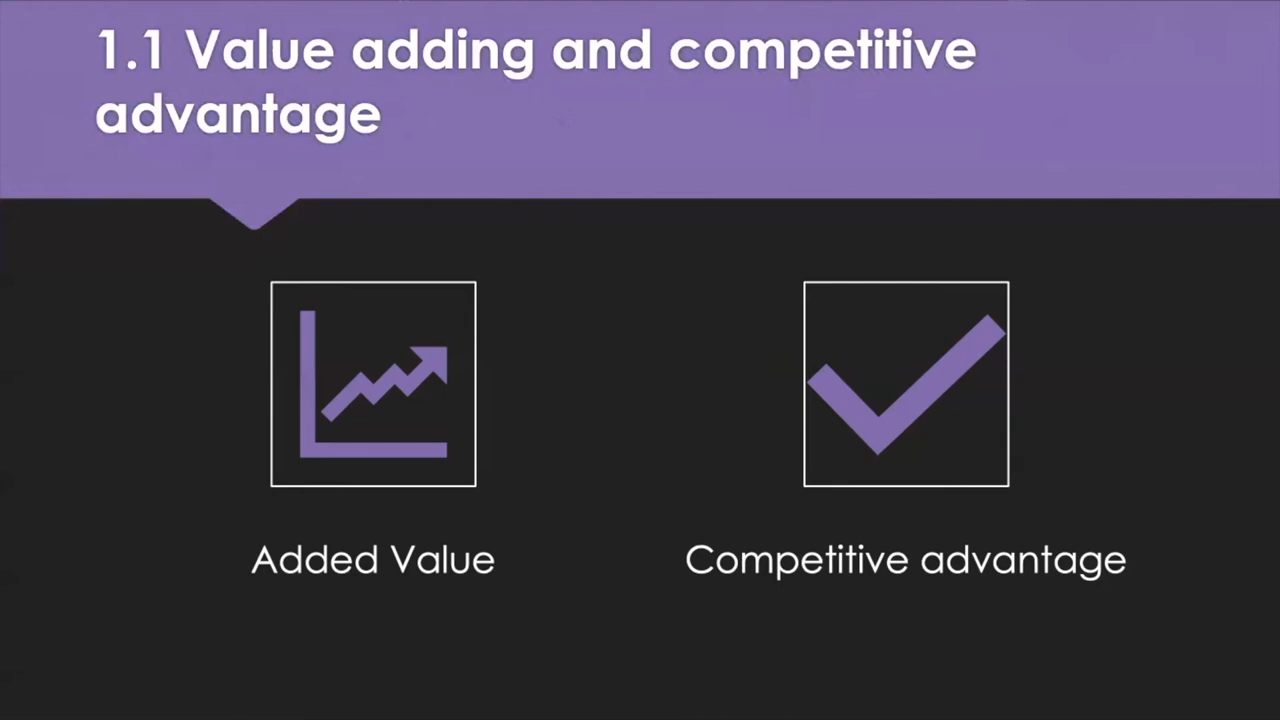 1.1 Value adding and competitive
advantage
Added Value
Competitive advantage